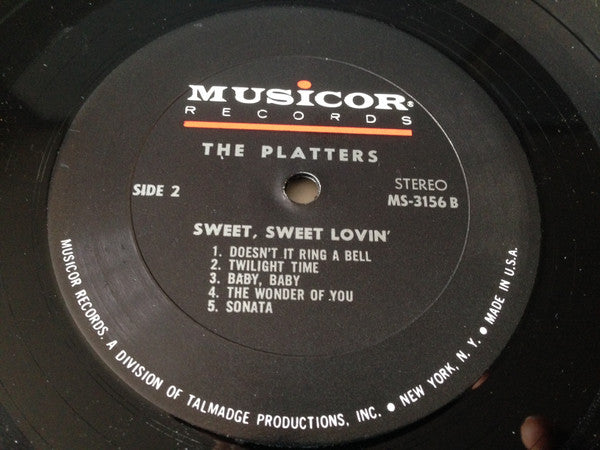 MUSICOR®
RECORDS
THE PLATTERS
SIDE 2
STEREO
MS-3156 B
SWEET, SWEET LOVIN'
1. DOESN'T IT RING A BELL
2. TWILIGHT TIME
3. BABY, BABY
4. THE WONDER OF YOU
5. SONATA
MUSICOR RECORDS. A DIVISION OF TALMADGE PRODUCTIONS, INC. ● NEW YORK, N. Y. ● MADE IN U.S.A.